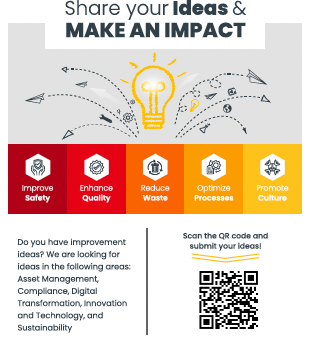 Share your Ideas &
MAKE AN IMPACT
Improve
Safety
Enhance
Quality
Reduce
Waste
Optimize
Processes
Promote
Culture
Do you have improvement
ideas? We are looking for
ideas in the following areas:
Asset Management,
Compliance, Digital
Transformation, Innovation
and Technology, and
Sustainability
Scan the QR code and
submit your ideas!